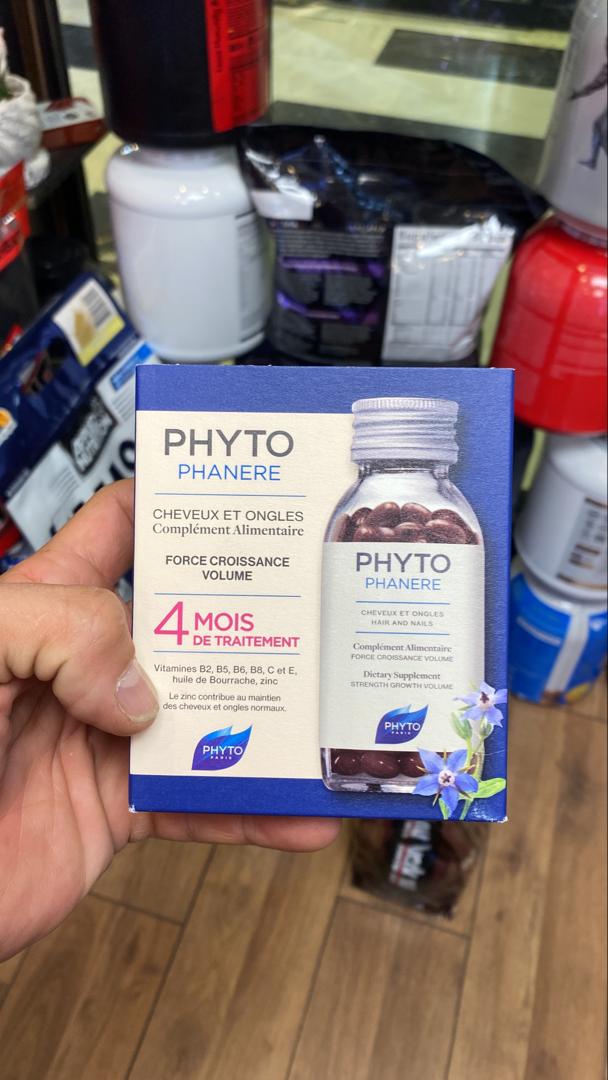 PHYTO
PHANERE
CHEVEUX ET ONGLES
Complément Alimentaire
FORCE CROISSANCE
VOLUME
4 MOIS
DE TRAITEMENT
Vitamines B2, B5, B6, B8, C et E,
huile de Bourrache, zinc
Le zinc contribue au maintien
des cheveux et ongles normaux.
PHYTO
PARIS
PHYTO
PHANERE
CHEVEUX ET ONGLES
HAIR AND NAILS
Complément Alimentaire
FORCE CROISSANCE VOLUME
Dietary Supplement
STRENGTH GROWTH VOLUME
PHYTO
PARIS